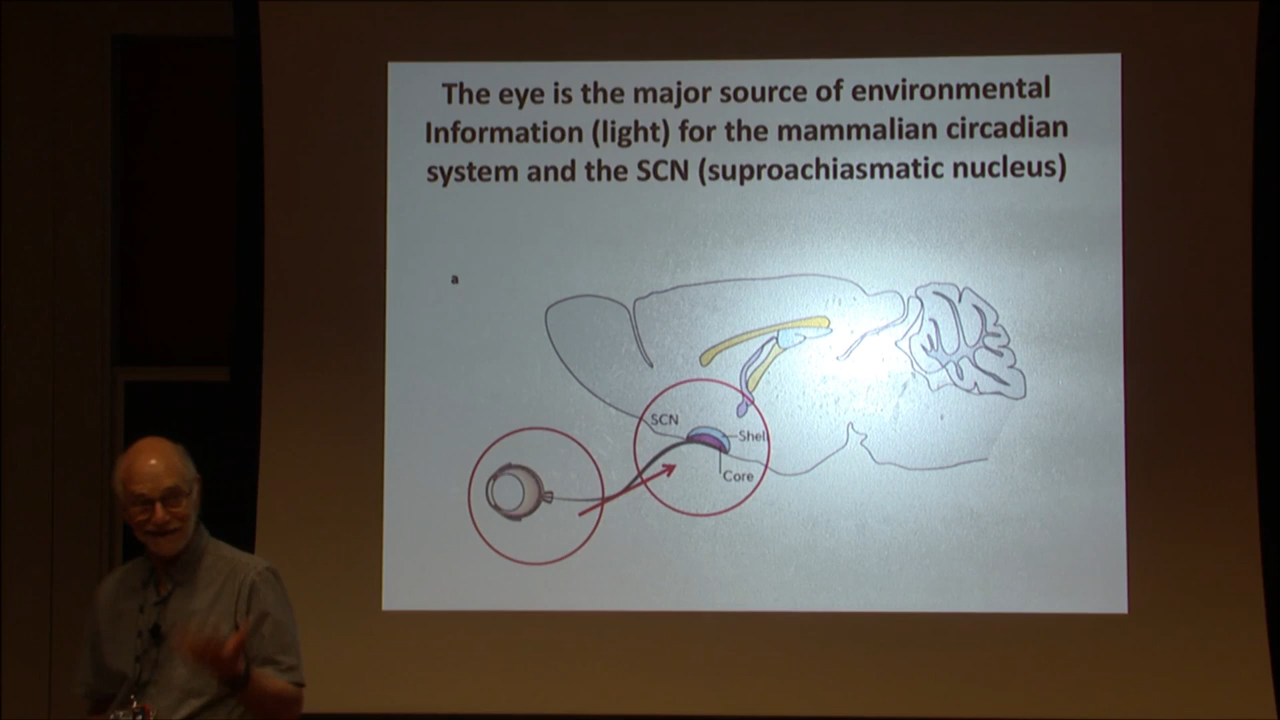 The eye is the major source of environmental
Information (light) for the mammalian circadian
system and the SCN (suproachiasmatic nucleus)
a
SCN
Shell
Core